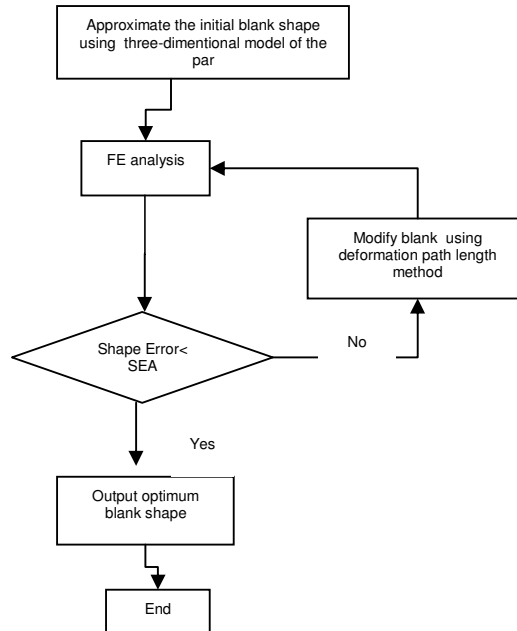 Approximate the initial blank shape
using three-dimentional model of the
par
FE analysis
Modify blank using
deformation path length
method
Shape Error<
SEA
No
Yes
Output optimum
blank shape
End